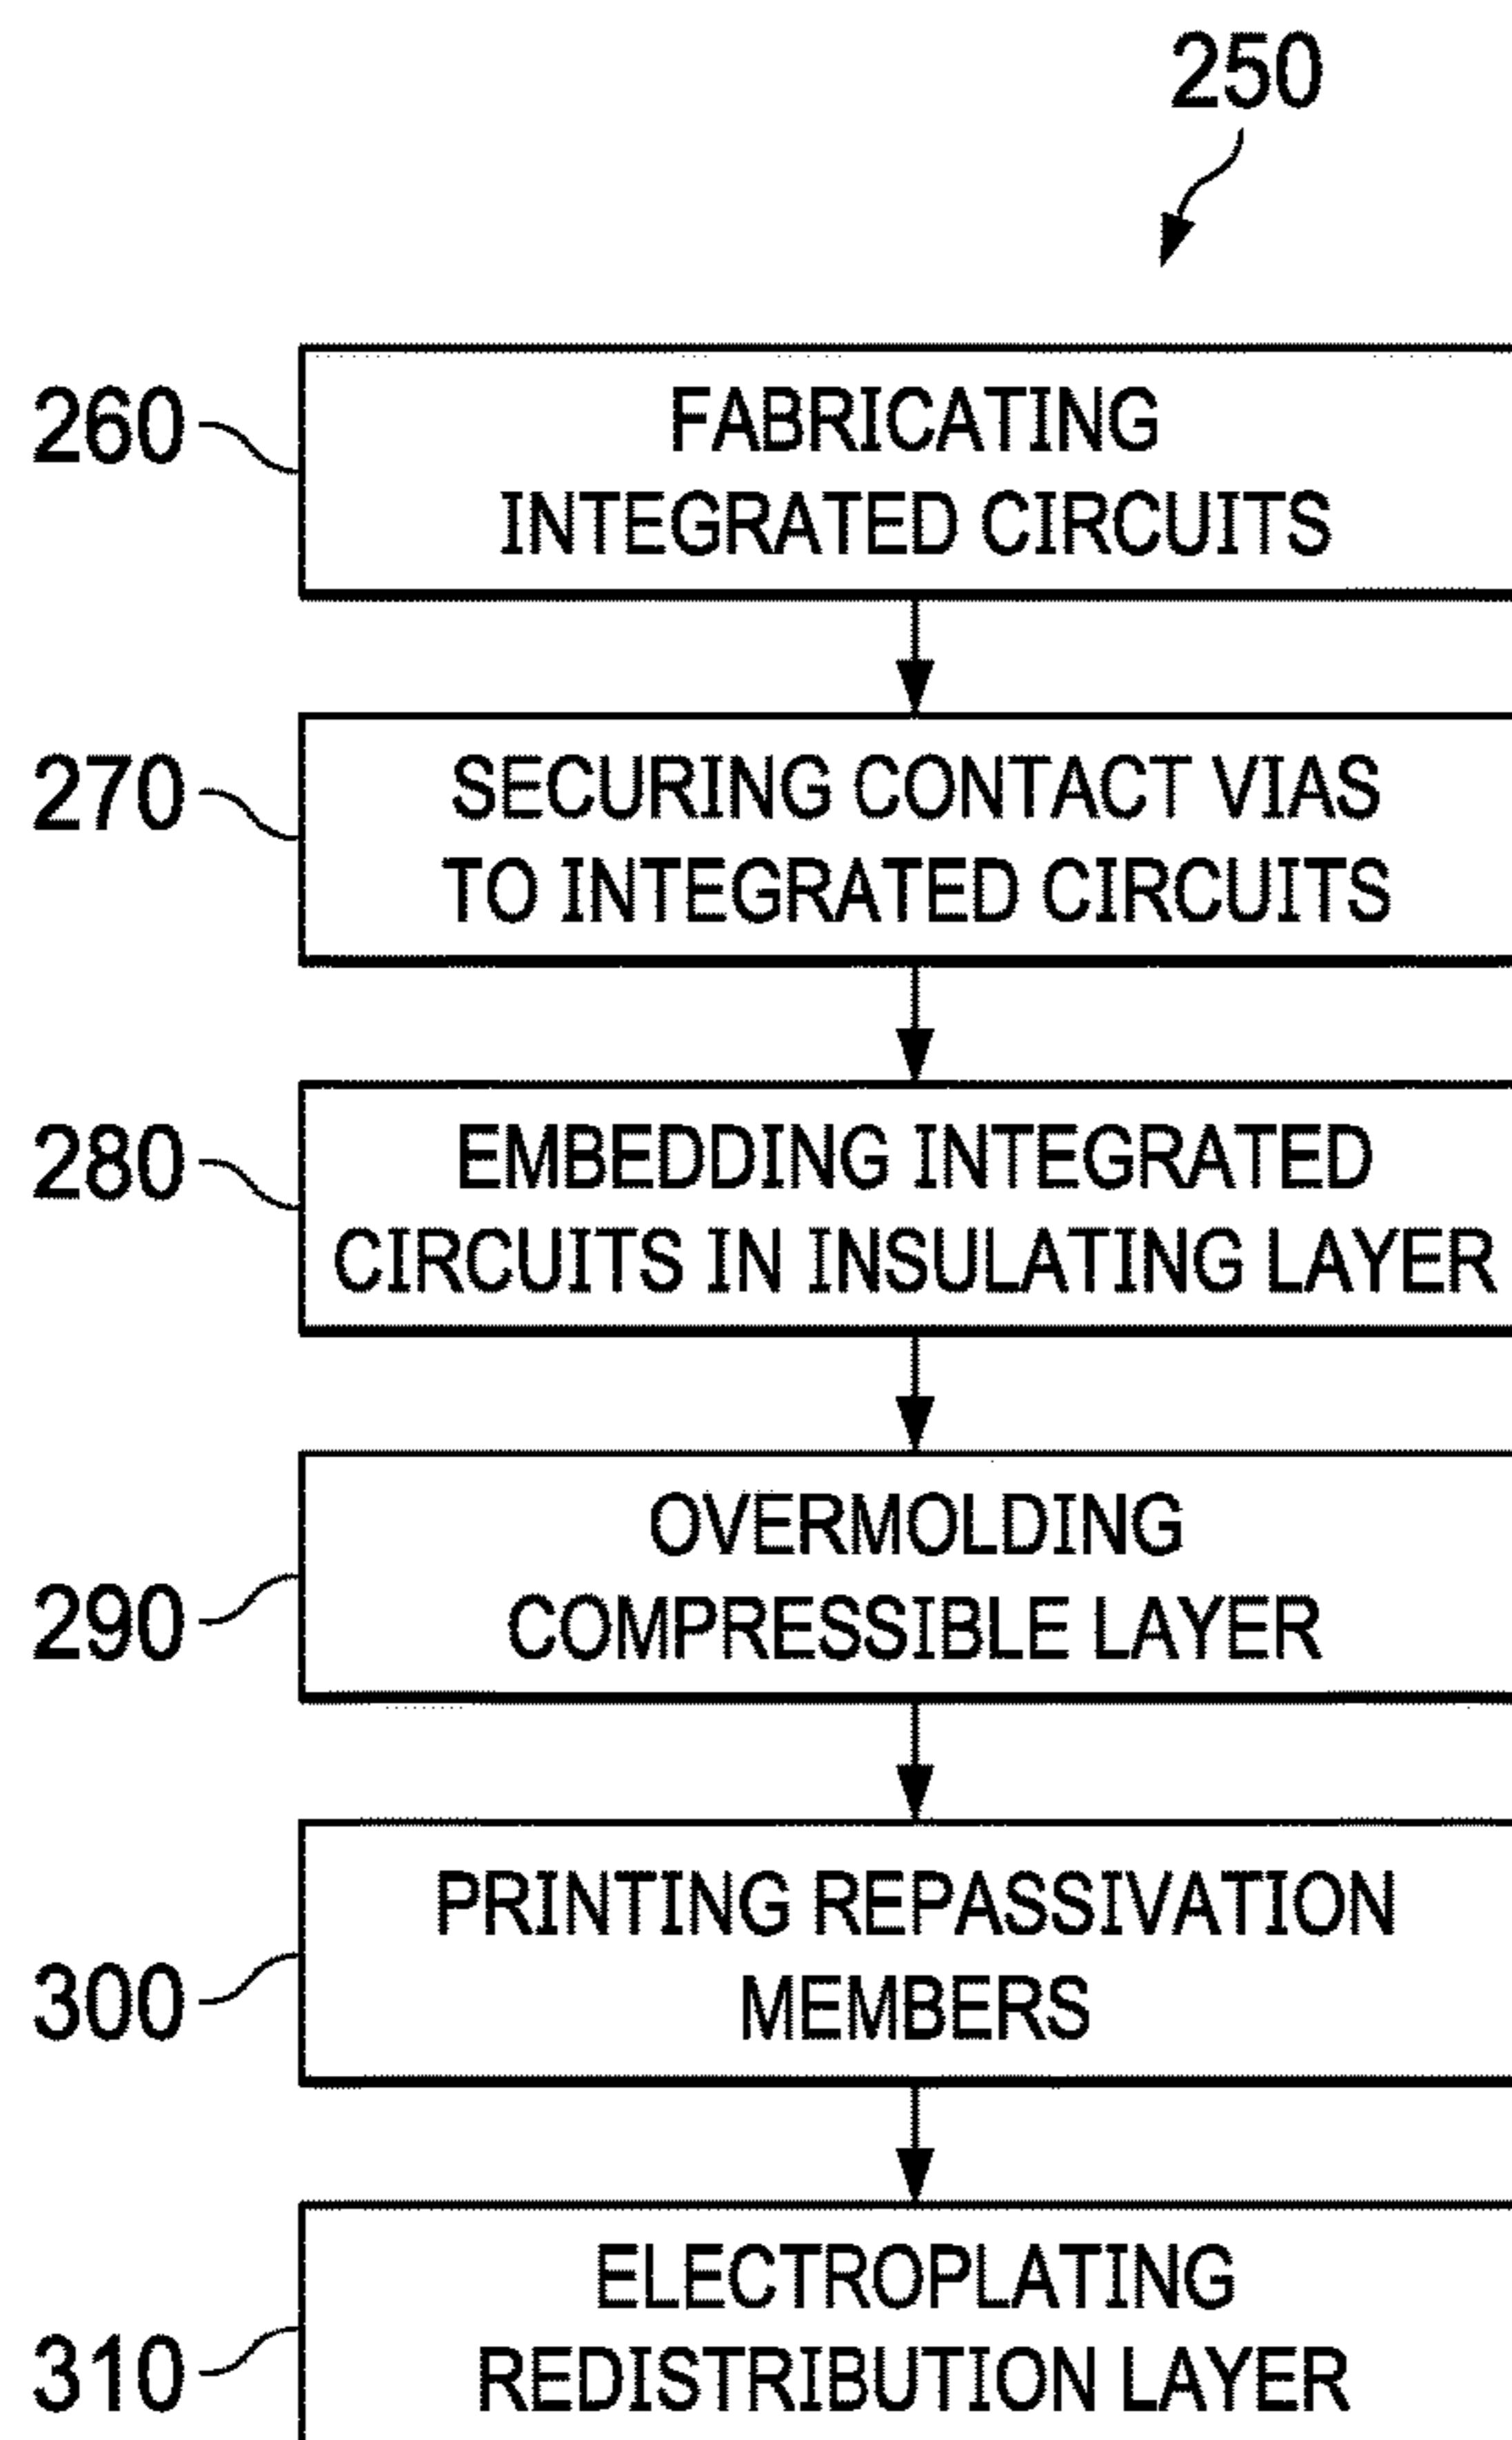 250
260
FABRICATING
INTEGRATED CIRCUITS
270
SECURING CONTACT VIAS
TO INTEGRATED CIRCUITS
280
EMBEDDING INTEGRATED
CIRCUITS IN INSULATING LAYER
290
OVERMOLDING
COMPRESSIBLE LAYER
300
PRINTING REPASSIVATION
MEMBERS
310
ELECTROPLATING
REDISTRIBUTION LAYER